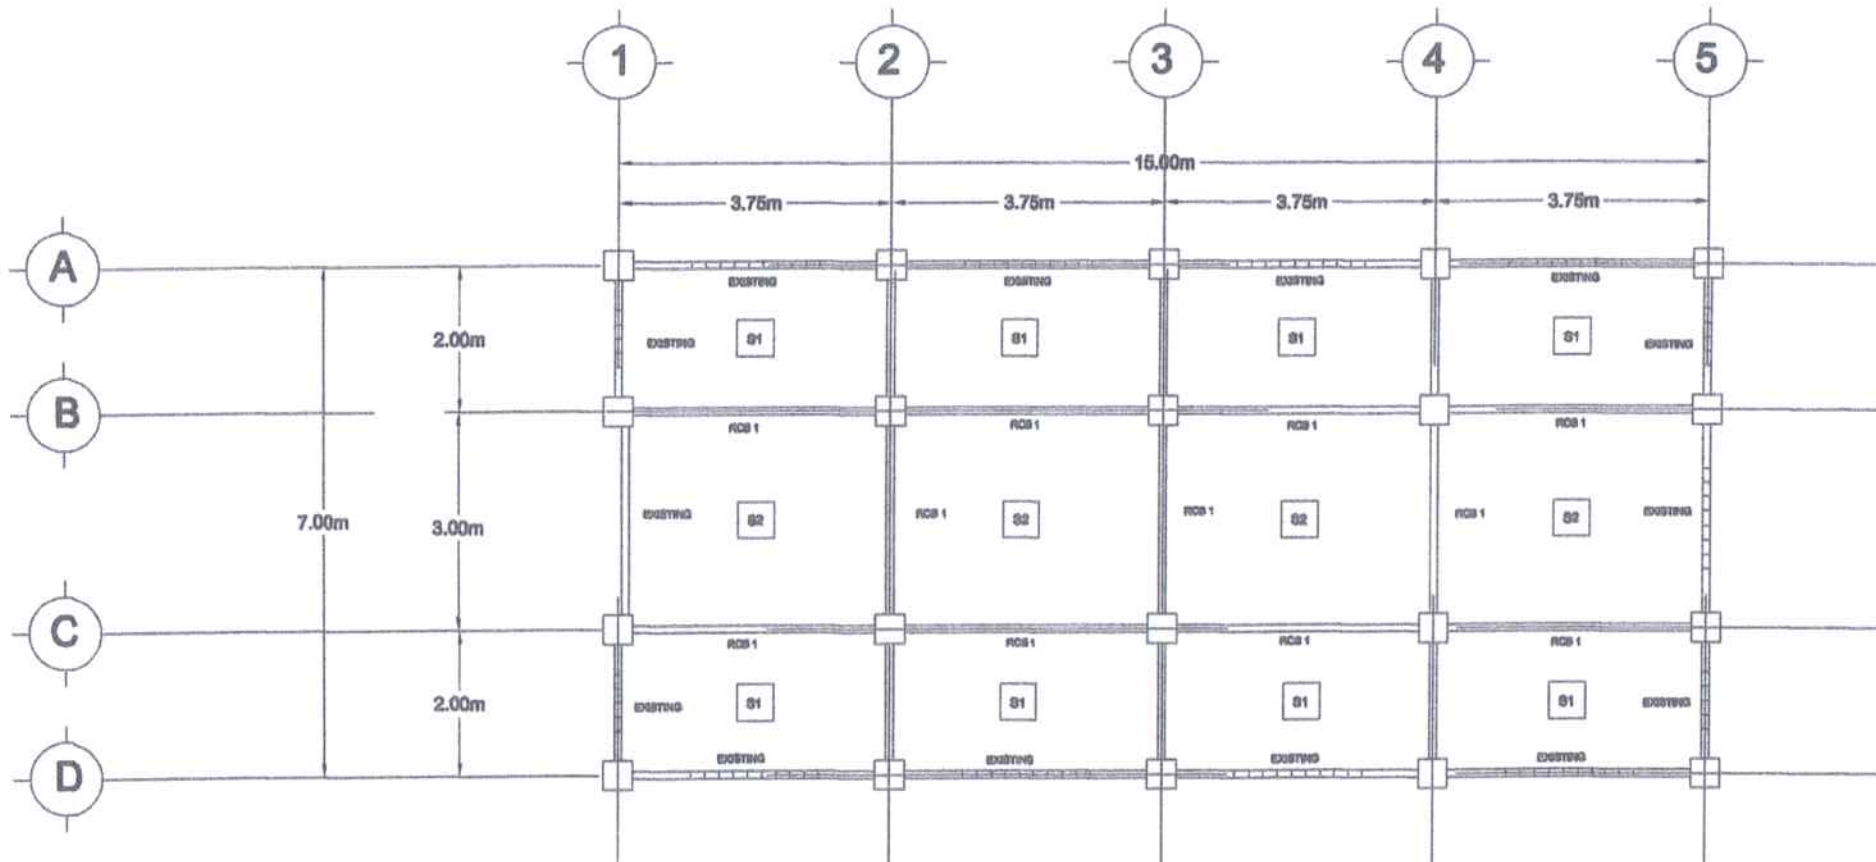 1 2 3 4 5
15.00m
3.75m 3.75m 3.75m 3.75m
A
EXISTING EXISTING EXISTING EXISTING
2.00m EXISTING S1 S1 S1 S1 EXISTING
B
RCB 1 RCB 1 RCB 1 RCB 1
7.00m 3.00m EXISTING S2 RCB 1 S2 RCB 1 S2 RCB 1 S2 EXISTING
C
RCB 1 RCB 1 RCB 1 RCB 1
2.00m EXISTING S1 S1 S1 S1 EXISTING
EXISTING EXISTING EXISTING EXISTING
D